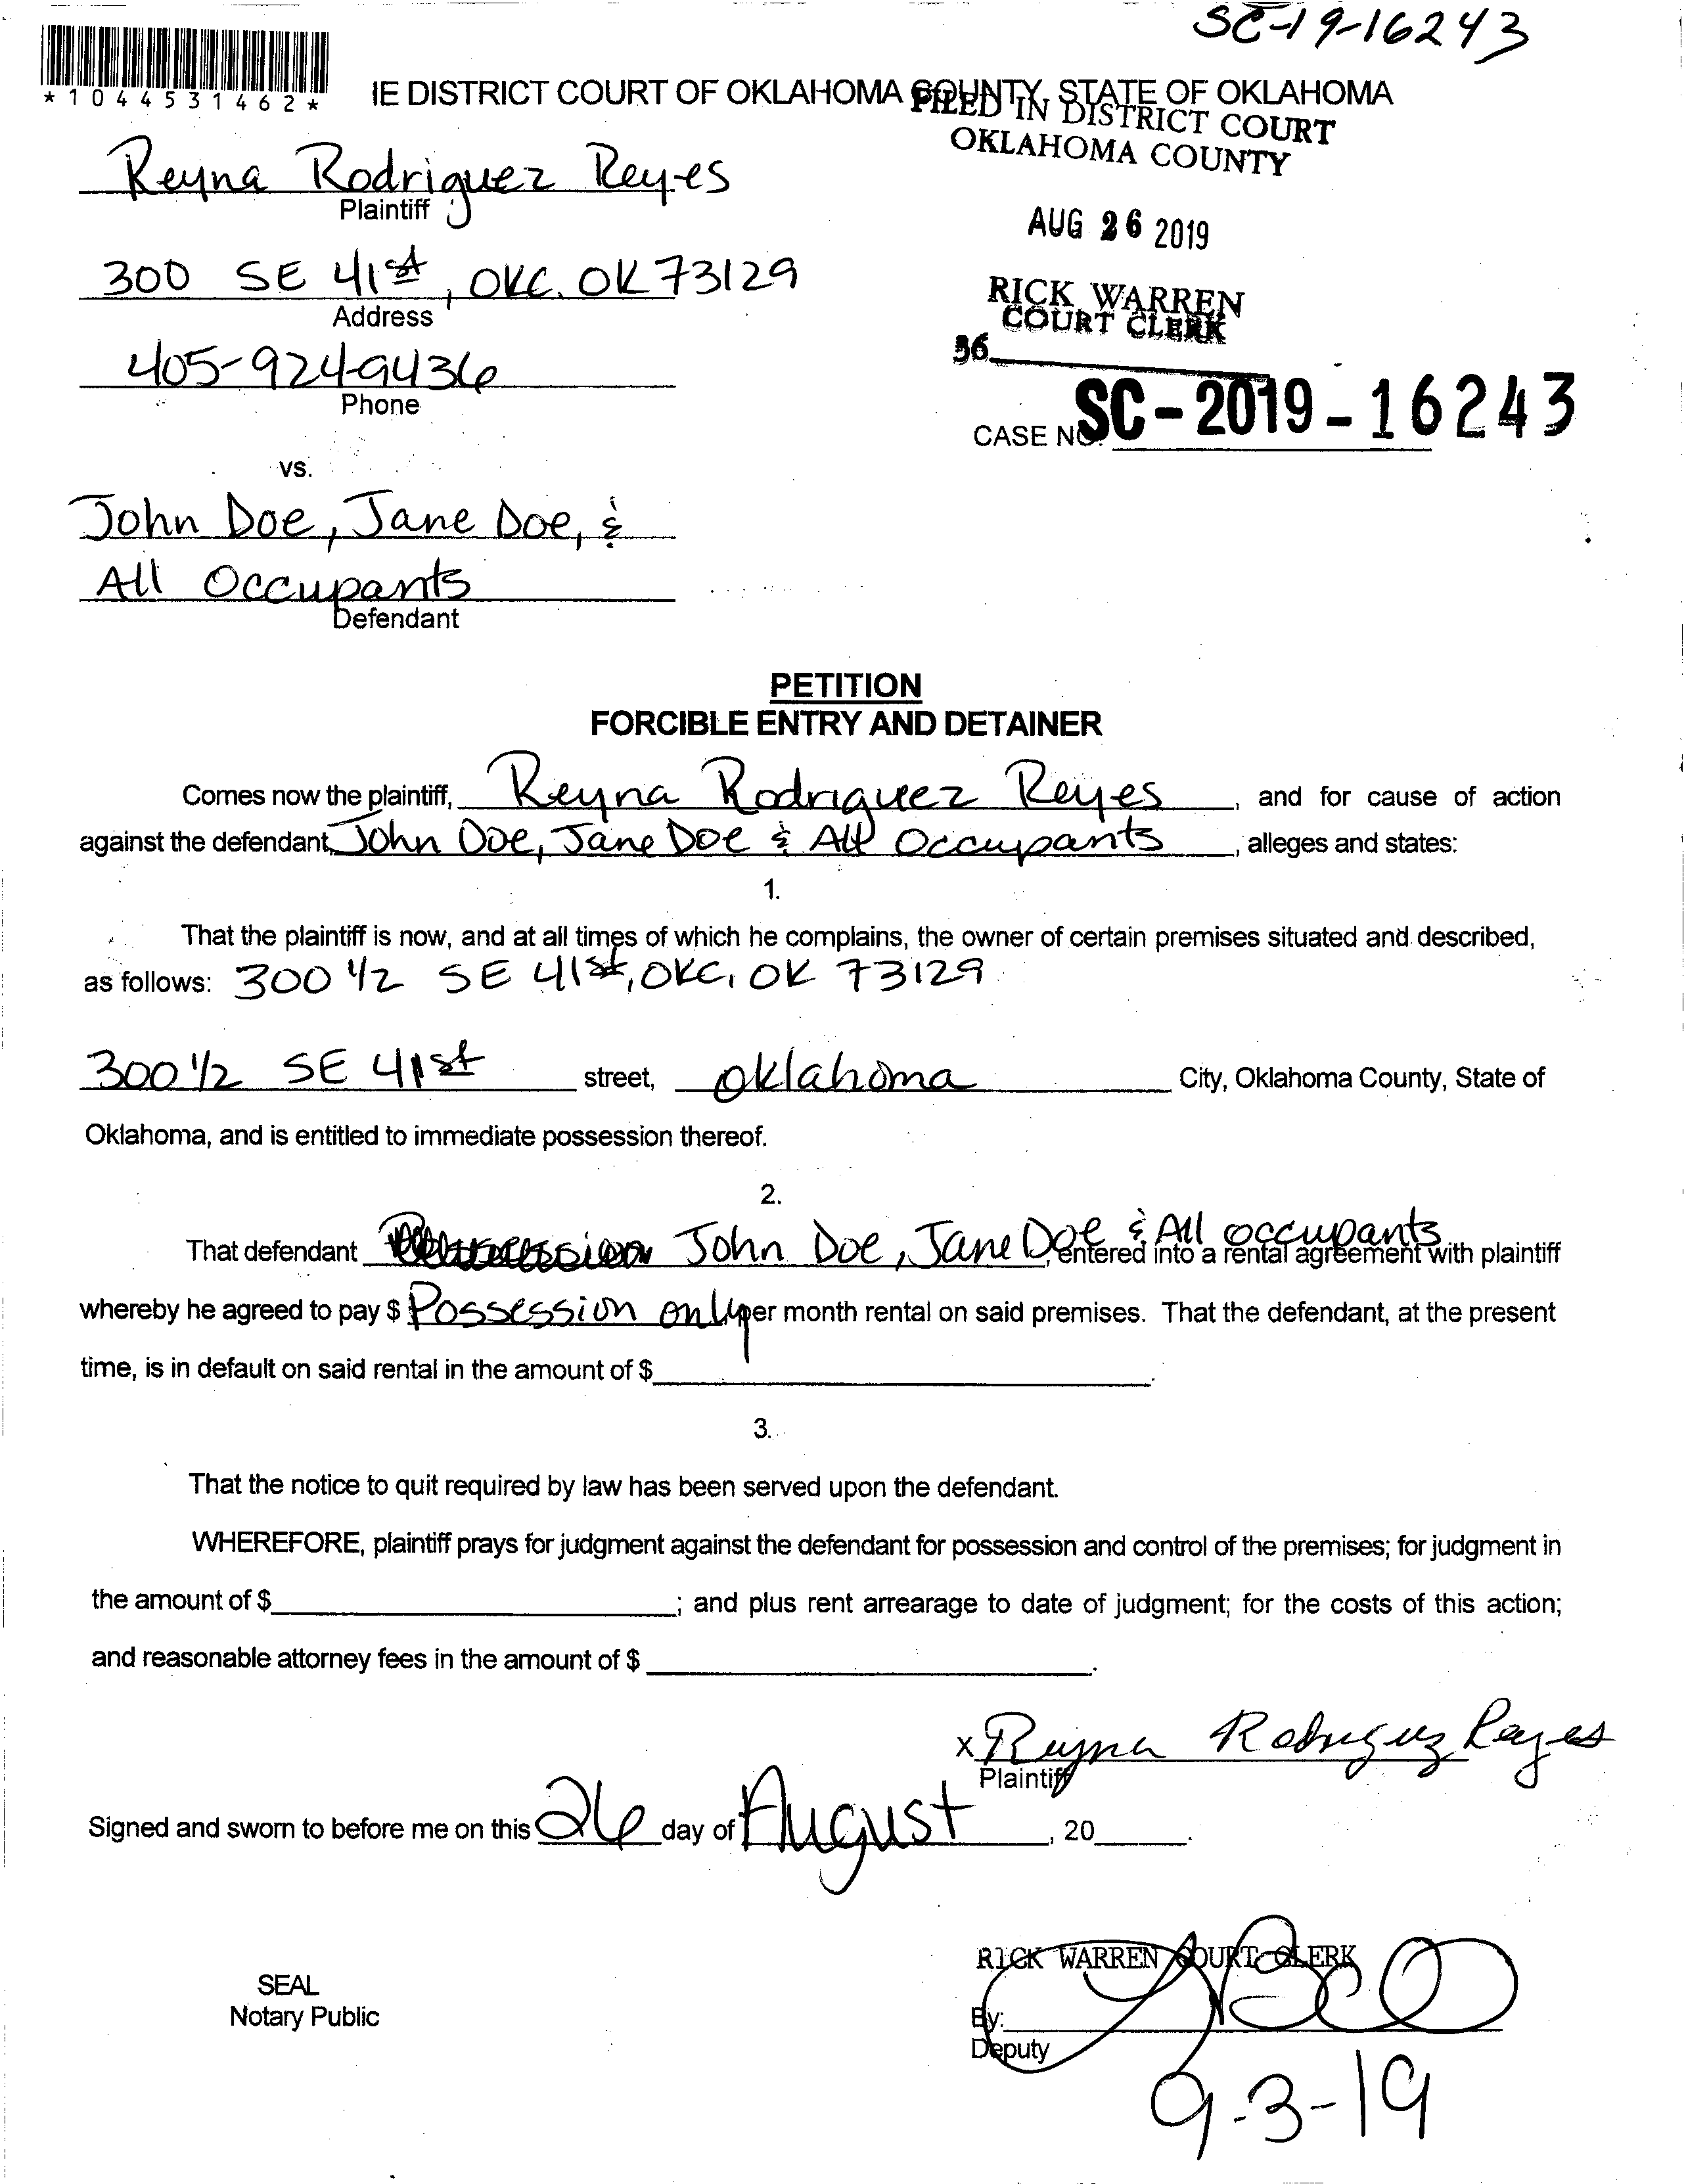 SC-19-16243
*1044531462*
IE DISTRICT COURT OF OKLAHOMA COUNTY, STATE OF OKLAHOMA
FILED IN DISTRICT COURT
OKLAHOMA COUNTY
Reyna Rodriguez Reyes
Plaintiff
AUG 26 2019
300 SE 41st, OKC, OK 73129
Address
RICK WARREN
COURT CLERK
36
405-924-9436
Phone
CASE NO. SC-2019-16243
vs.
John Doe, Jane Doe, &
All Occupants
Defendant
PETITION
FORCIBLE ENTRY AND DETAINER
Comes now the plaintiff, Reyna Rodriguez Reyes, and for cause of action
against the defendant, John Doe, Jane Doe & All Occupants, alleges and states:
1.
That the plaintiff is now, and at all times of which he complains, the owner of certain premises situated and described,
as follows: 300 1/2 SE 41st, OKC, OK 73129
300 1/2 SE 41st street, oklahoma City, Oklahoma County, State of
Oklahoma, and is entitled to immediate possession thereof.
2.
That defendant John Doe, Jane Doe & All occupants, entered into a rental agreement with plaintiff
whereby he agreed to pay $ Possession only per month rental on said premises. That the defendant, at the present
time, is in default on said rental in the amount of $ .
3.
That the notice to quit required by law has been served upon the defendant.
WHEREFORE, plaintiff prays for judgment against the defendant for possession and control of the premises; for judgment in
the amount of $ ; and plus rent arrearage to date of judgment; for the costs of this action;
and reasonable attorney fees in the amount of $ .
x Reyna Rodriguez Reyes
Plaintiff
Signed and sworn to before me on this 26 day of August, 20 .
RICK WARREN COURT CLERK
SEAL
Notary Public
By:
Deputy
9-3-19